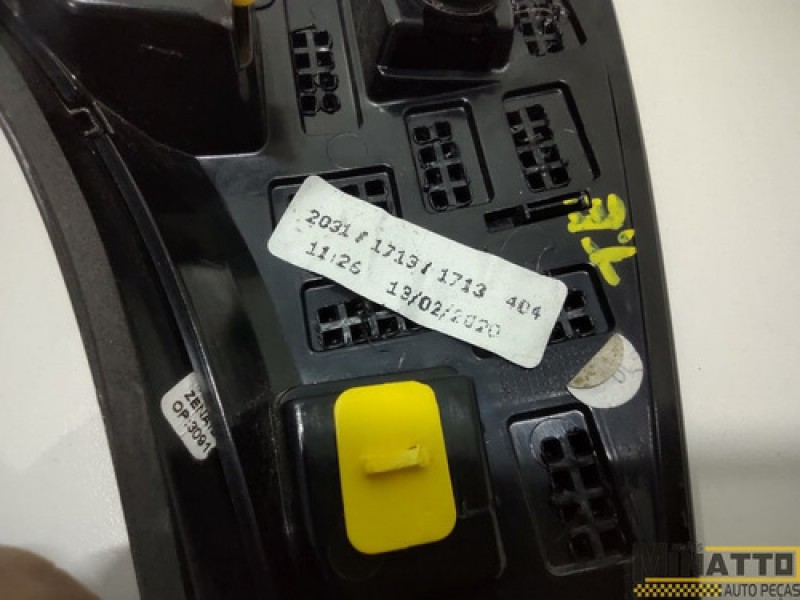 2031 / 1713 / 1713 404
11:26 13/02/2020
T.E
OP:3091
MINATTO
AUTO PEÇAS